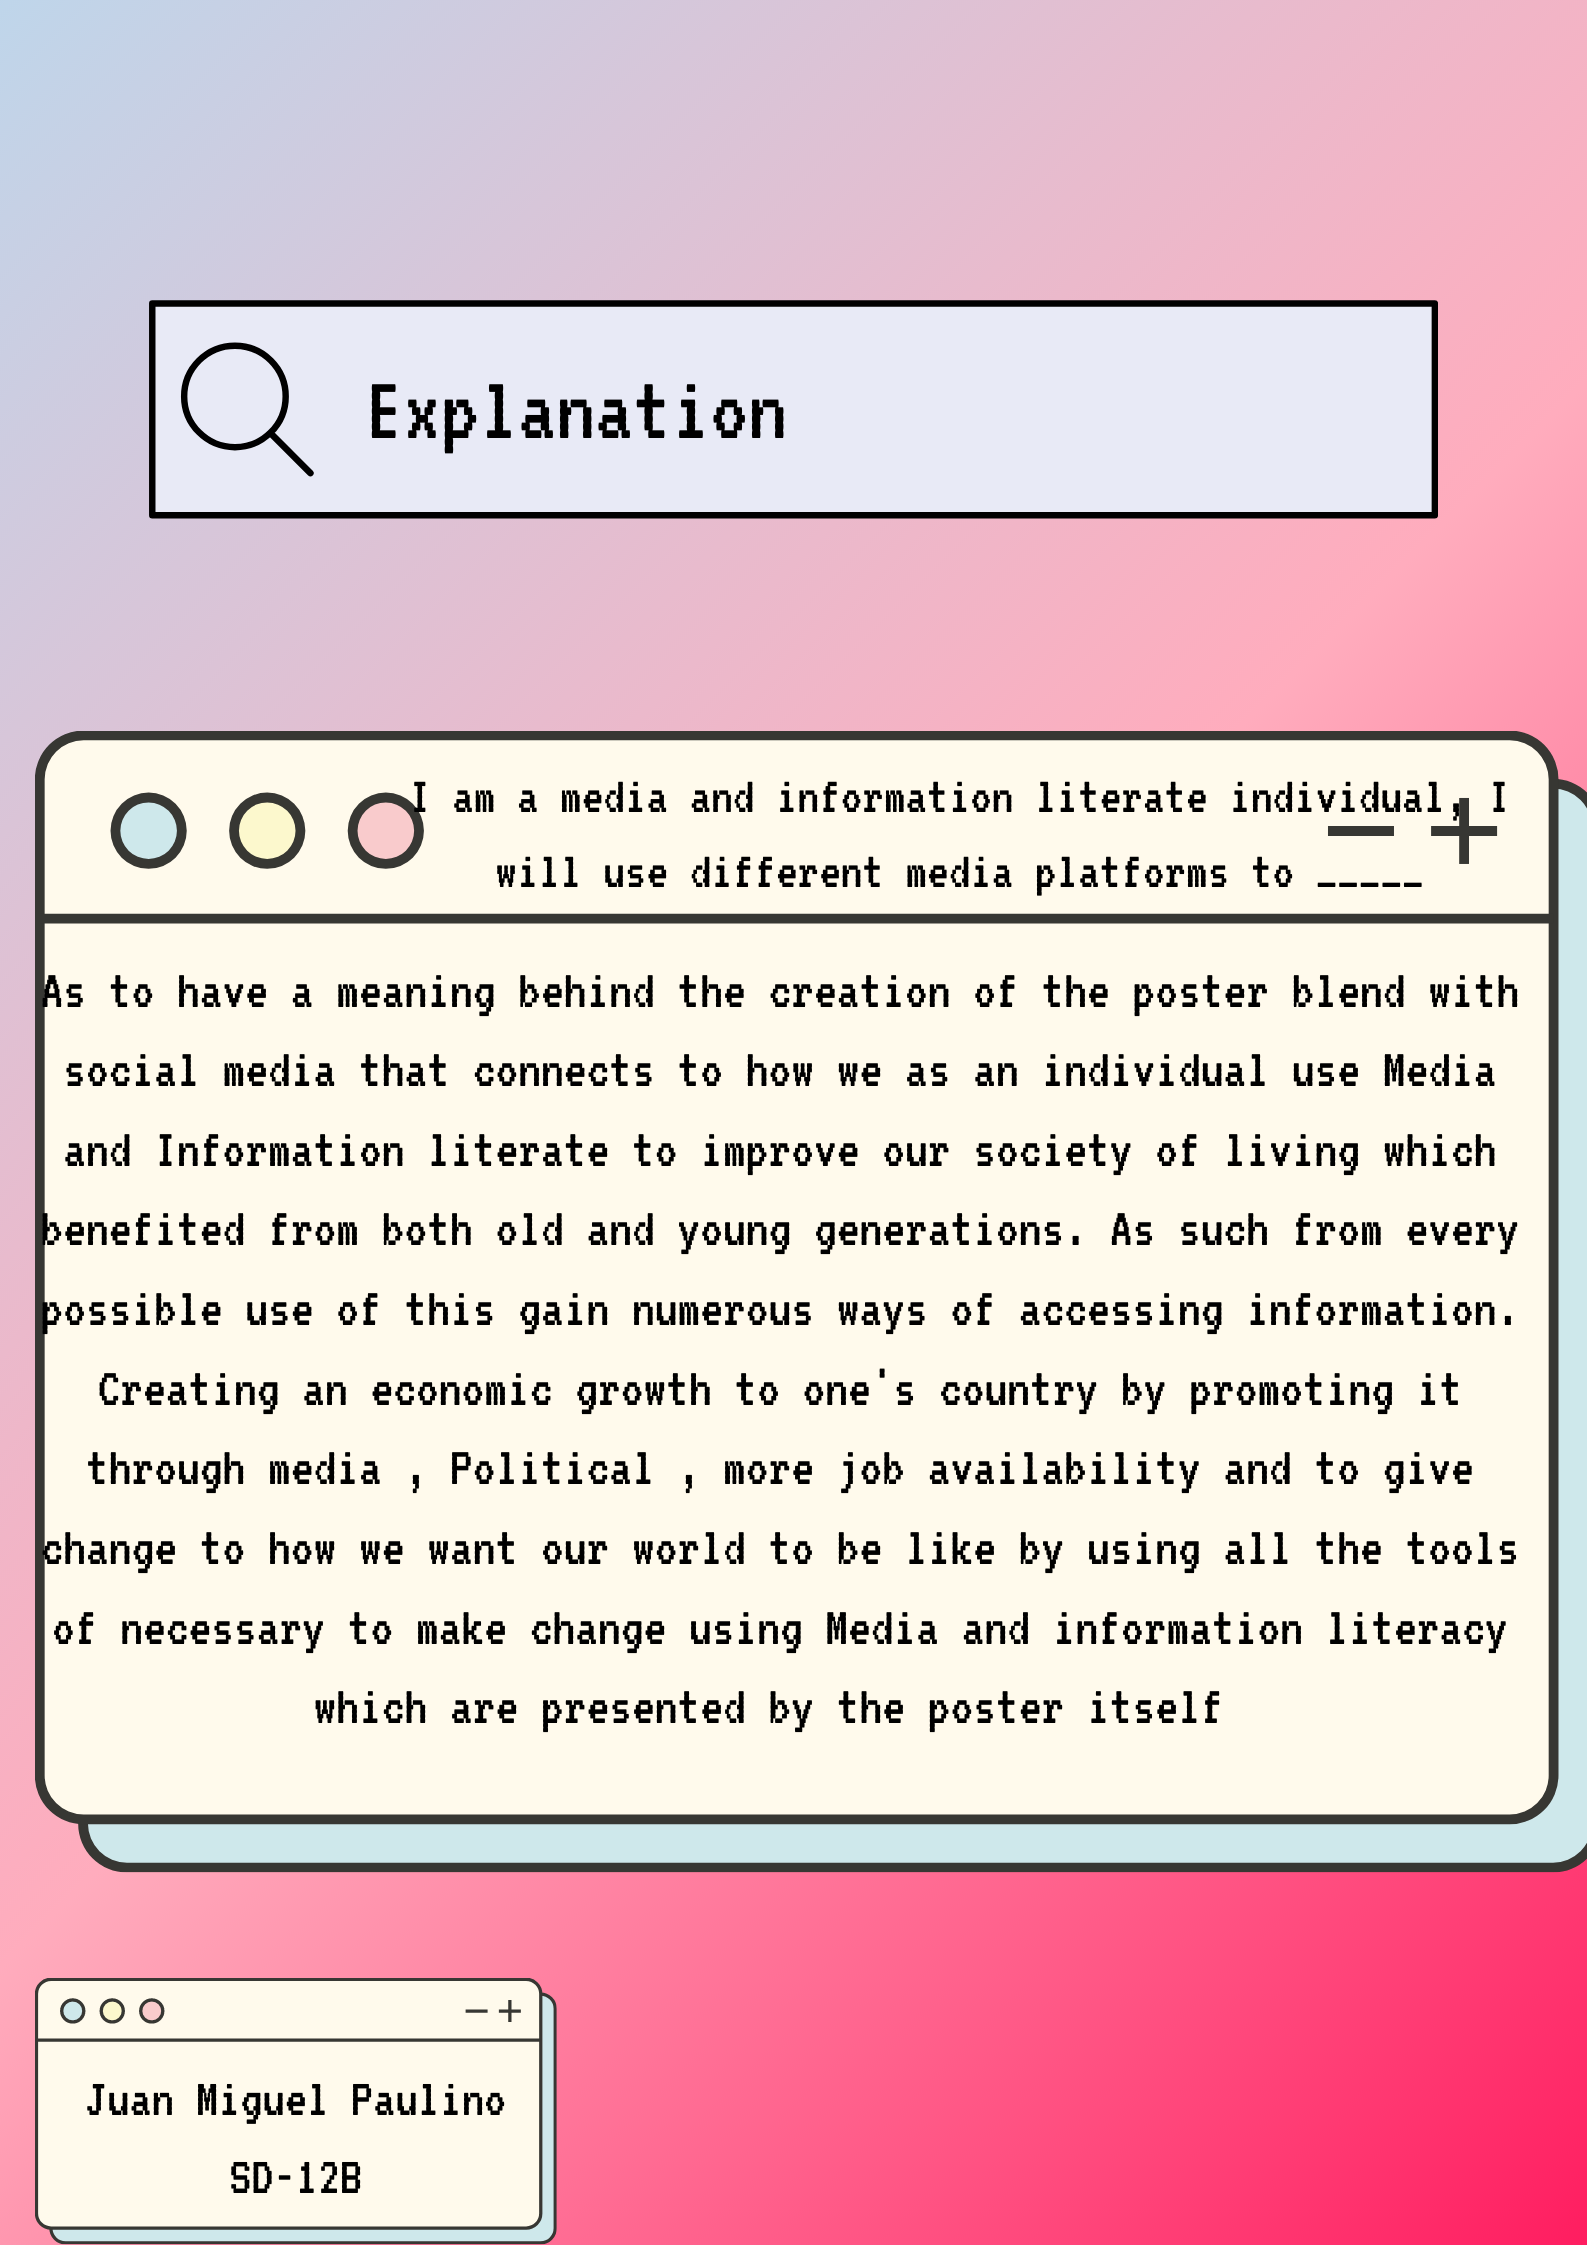 Explanation
I am a media and information literate individual, I
will use different media platforms to _____
As to have a meaning behind the creation of the poster blend with
social media that connects to how we as an individual use Media
and Information literate to improve our society of living which
benefited from both old and young generations. As such from every
possible use of this gain numerous ways of accessing information.
Creating an economic growth to one's country by promoting it
through media , Political , more job availability and to give
change to how we want our world to be like by using all the tools
of necessary to make change using Media and information literacy
which are presented by the poster itself
Juan Miguel Paulino
SD-12B